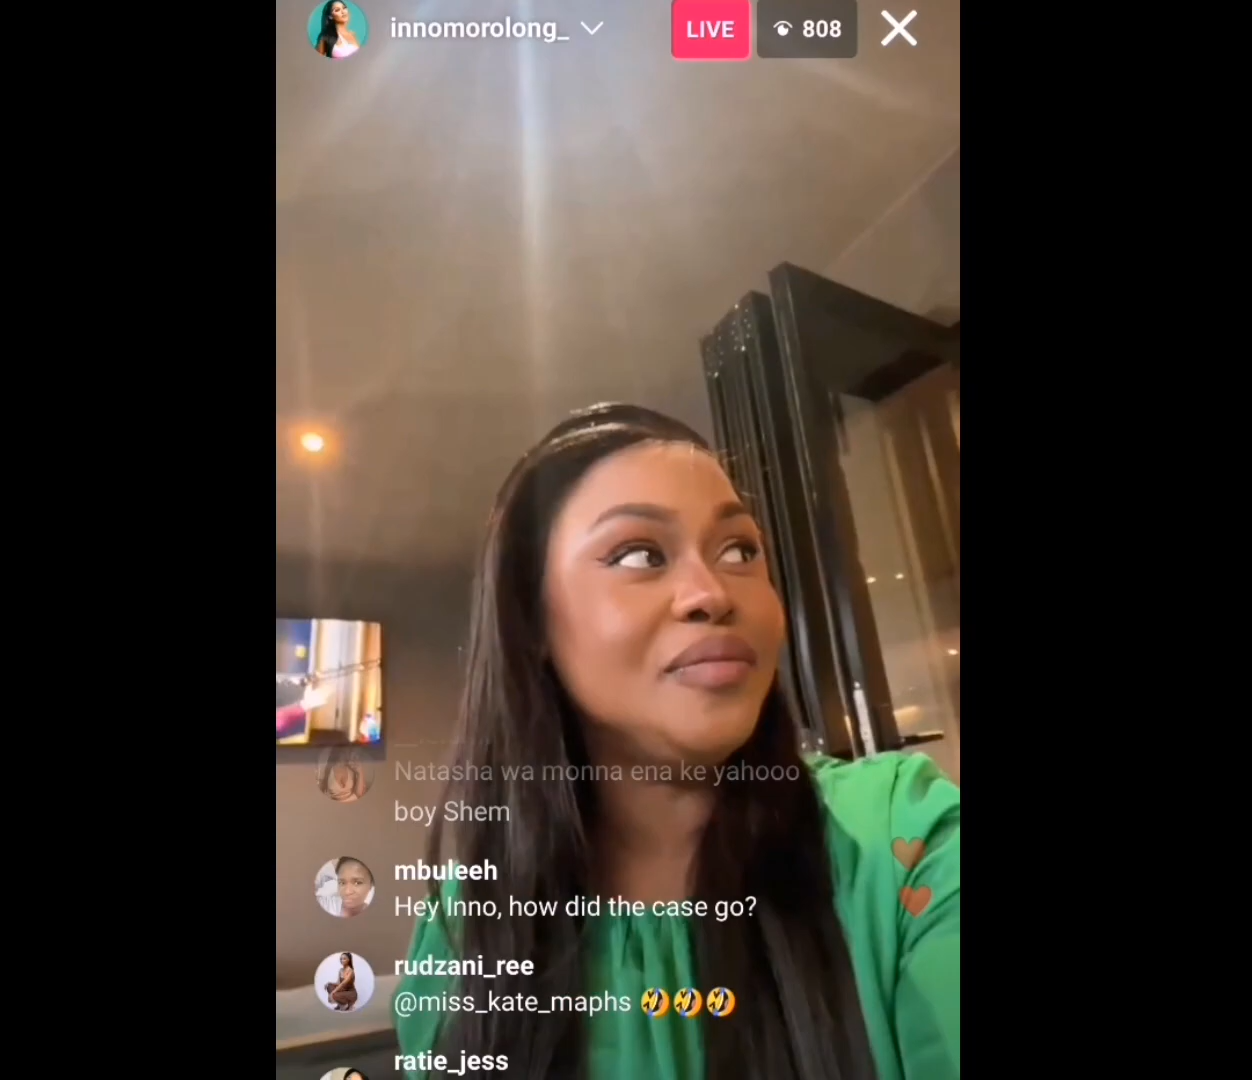 innomorolong_
LIVE
808
Natasha wa monna ena ke yahooo
boy Shem
mbuleeh
Hey Inno, how did the case go?
rudzani_ree
@miss_kate_maphs 🤣🤣🤣
ratie_jess